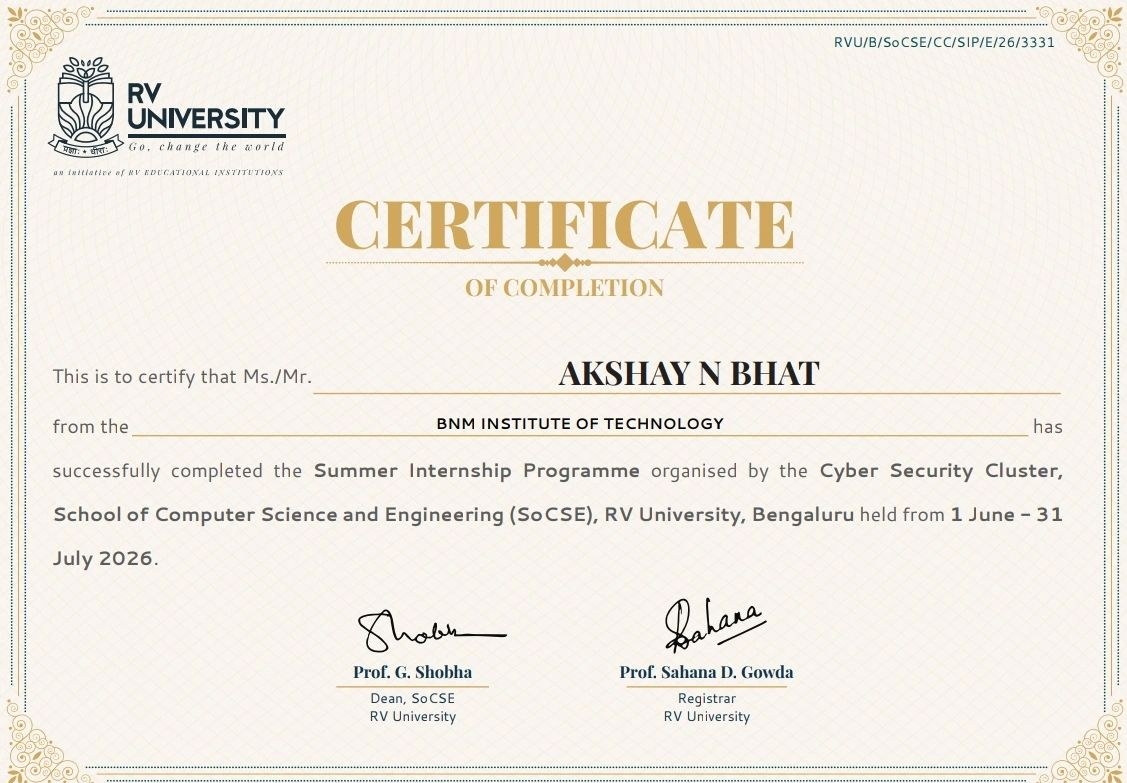 RVU/B/SoCSE/CC/SIP/E/26/3331
प्रज्ञाः • धीराः
RV
UNIVERSITY
Go, change the world
an initiative of RV EDUCATIONAL INSTITUTIONS
CERTIFICATE
OF COMPLETION
This is to certify that Ms./Mr. AKSHAY N BHAT
from the BNM INSTITUTE OF TECHNOLOGY has
successfully completed the Summer Internship Programme organised by the Cyber Security Cluster,
School of Computer Science and Engineering (SoCSE), RV University, Bengaluru held from 1 June – 31
July 2026.
Shobha Sahana
Prof. G. Shobha Prof. Sahana D. Gowda
Dean, SoCSE Registrar
RV University RV University